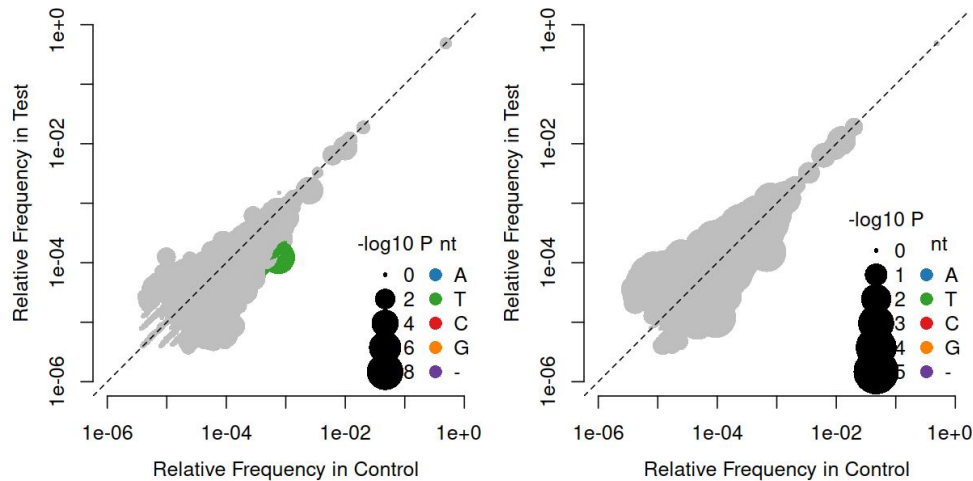 1e+0
1e-02
1e-04
1e-06
Relative Frequency in Test
1e-06 1e-04 1e-02 1e+0
Relative Frequency in Control
-log10 P nt
0 A
2 T
4 C
6 G
8 -
1e+0
1e-02
1e-04
1e-06
Relative Frequency in Test
1e-06 1e-04 1e-02 1e+0
Relative Frequency in Control
-log10 P
nt
0
1 A
2 T
3 C
4 G
5 -